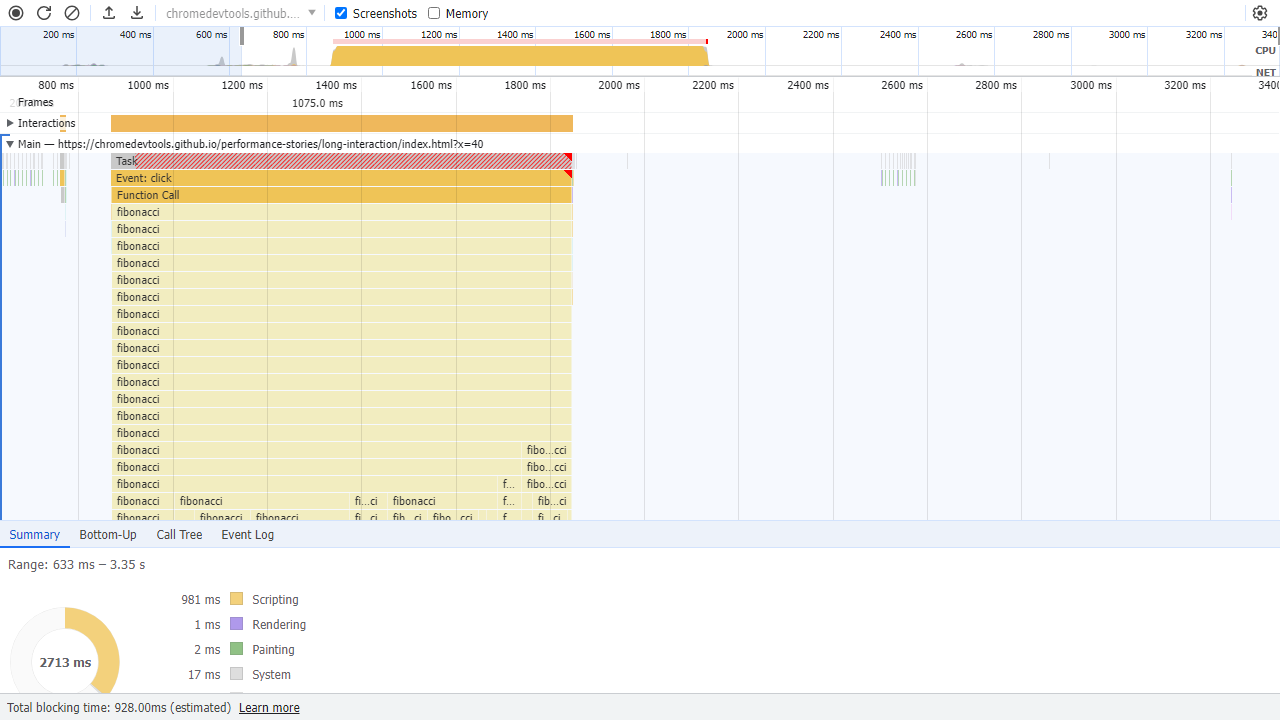 chromedevtools.github.... Screenshots Memory
200 ms 400 ms 600 ms 800 ms 1000 ms 1200 ms 1400 ms 1600 ms 1800 ms 2000 ms 2200 ms 2400 ms 2600 ms 2800 ms 3000 ms 3200 ms 340
CPU
NET
800 ms 1000 ms 1200 ms 1400 ms 1600 ms 1800 ms 2000 ms 2200 ms 2400 ms 2600 ms 2800 ms 3000 ms 3200 ms 3400
Frames 1075.0 ms
Interactions
Main — https://chromedevtools.github.io/performance-stories/long-interaction/index.html?x=40
Task
Event: click
Function Call
fibonacci
fibonacci
fibonacci
fibonacci
fibonacci
fibonacci
fibonacci
fibonacci
fibonacci
fibonacci
fibonacci
fibonacci
fibonacci
fibonacci
fibonacci fibo...cci
fibonacci fibo...cci
fibonacci f... fibo...cci
fibonacci fibonacci fi...ci fibonacci f... fib...cci
fibonacci fibonacci fibonacci fi...ci fib...ci fibo...cci f... fi...ci
Summary Bottom-Up Call Tree Event Log
Range: 633 ms – 3.35 s
981 ms Scripting
1 ms Rendering
2 ms Painting
17 ms System
2713 ms
Total blocking time: 928.00ms (estimated) Learn more